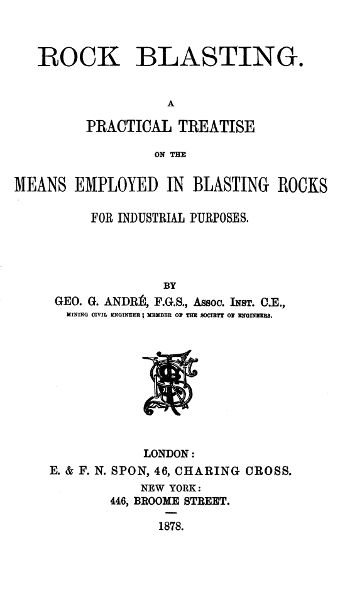 ROCK BLASTING.
A
PRACTICAL TREATISE
ON THE
MEANS EMPLOYED IN BLASTING ROCKS
FOR INDUSTRIAL PURPOSES.
BY
GEO. G. ANDRÉ, F.G.S., Assoc. Inst. C.E.,
MINING CIVIL ENGINEER; MEMBER OF THE SOCIETY OF ENGINEERS.
LONDON:
E. & F. N. SPON, 46, CHARING CROSS.
NEW YORK:
446, BROOME STREET.
1878.